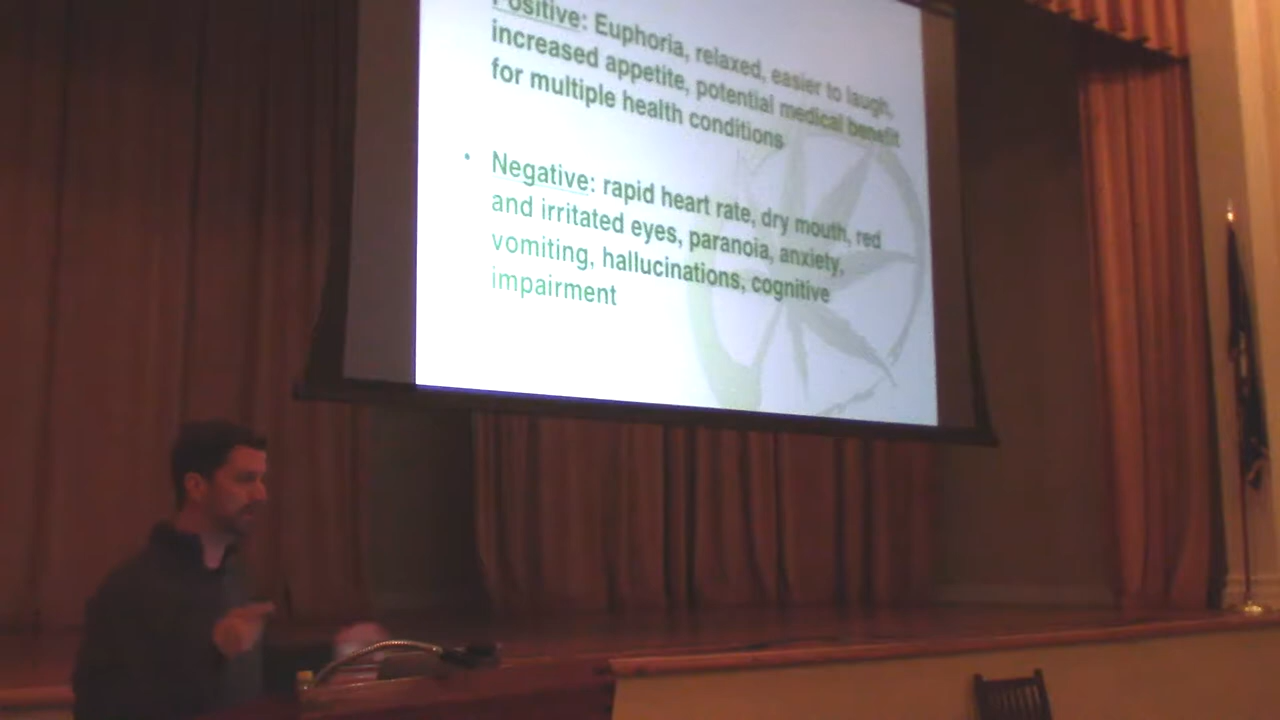 Positive: Euphoria, relaxed, easier to laugh,
increased appetite, potential medical benefit
for multiple health conditions
• Negative: rapid heart rate, dry mouth, red
and irritated eyes, paranoia, anxiety,
vomiting, hallucinations, cognitive
impairment